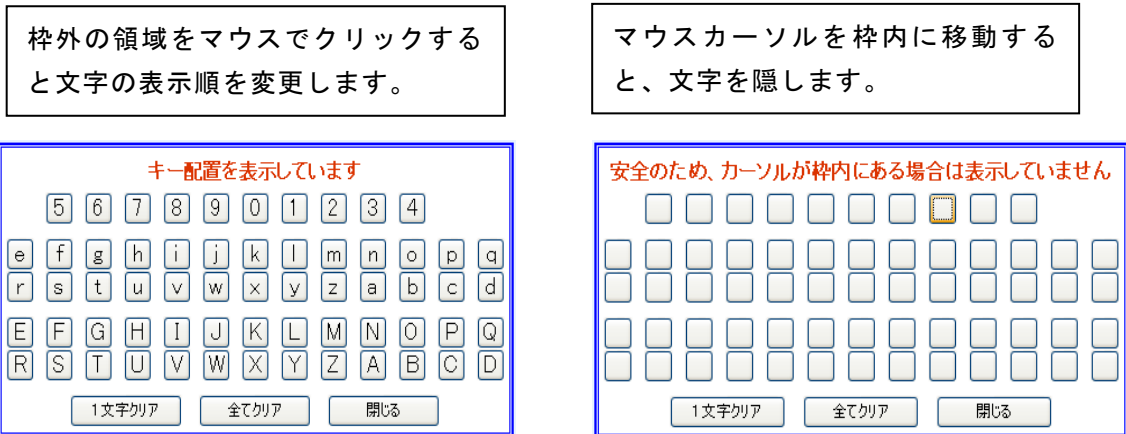 枠外の領域をマウスでクリックする
と文字の表示順を変更します。
マウスカーソルを枠内に移動する
と、文字を隠します。
キー配置を表示しています
5 6 7 8 9 0 1 2 3 4
e f g h i j k l m n o p q
r s t u v w x y z a b c d
E F G H I J K L M N O P Q
R S T U V W X Y Z A B C D
1文字クリア 全てクリア 閉じる
安全のため、カーソルが枠内にある場合は表示していません
1文字クリア 全てクリア 閉じる